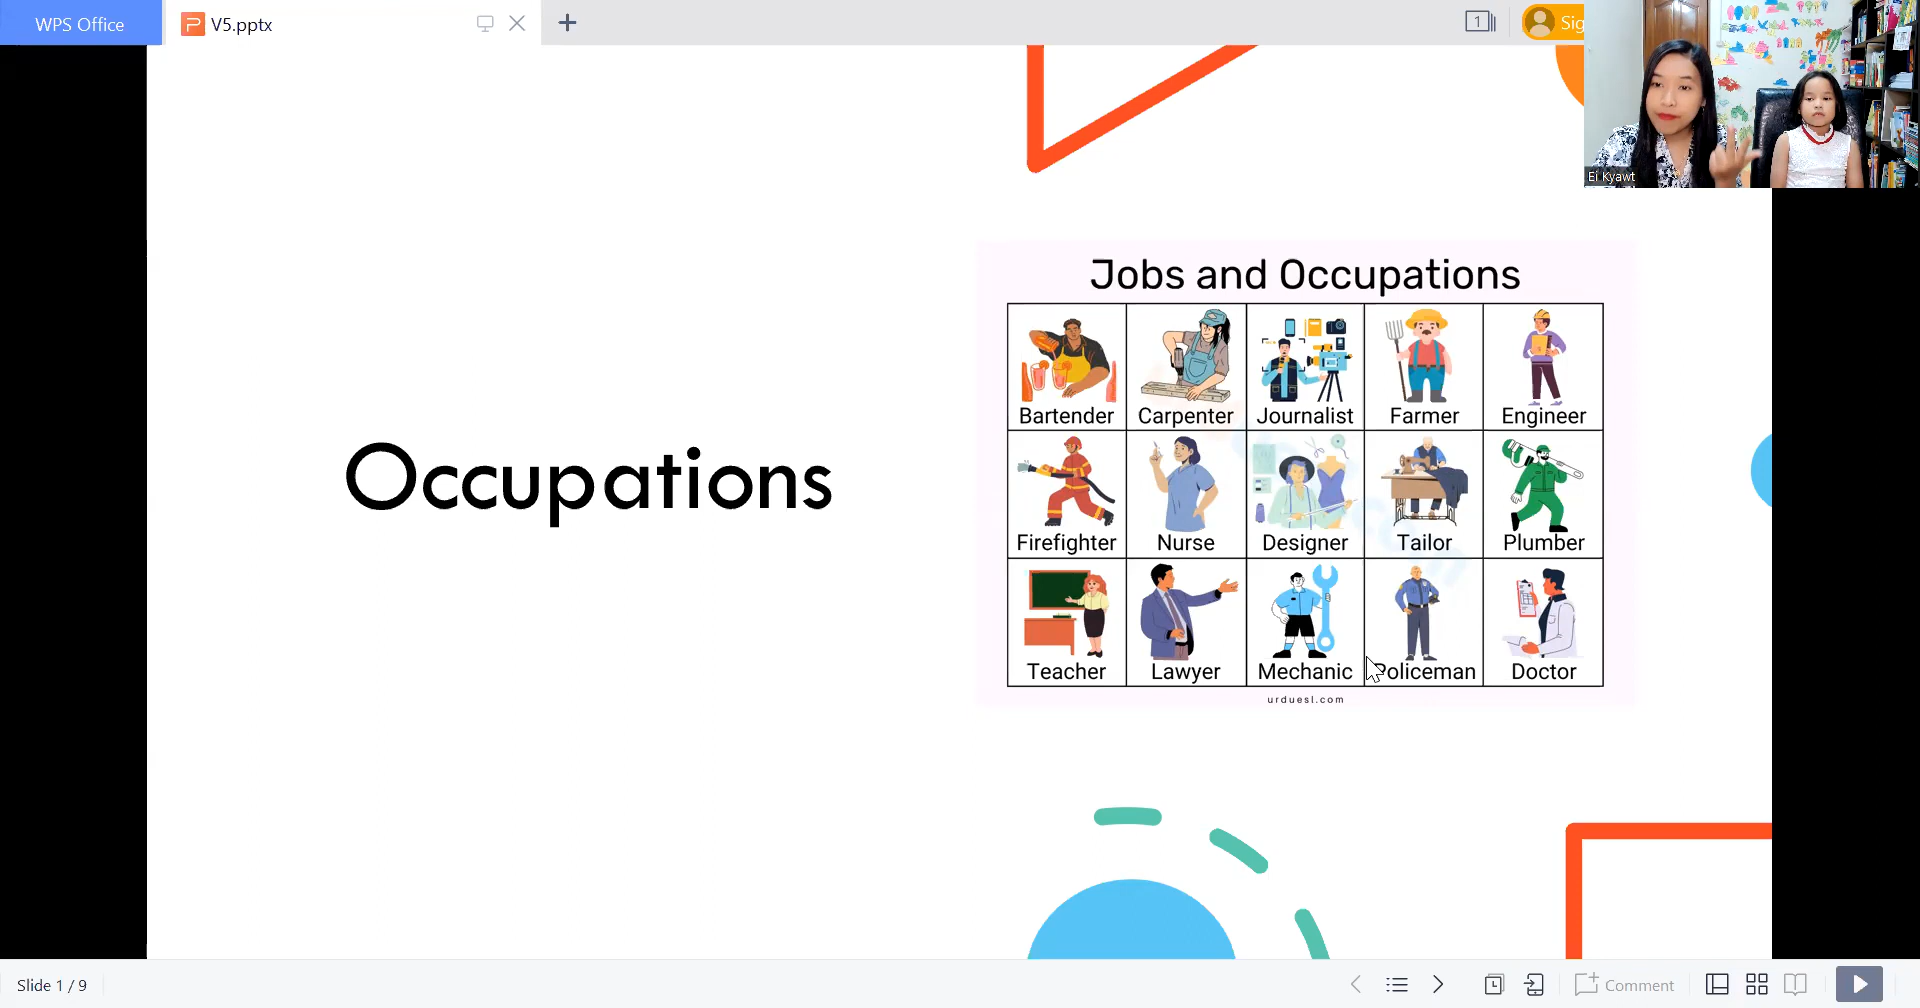 WPS Office
V5.pptx
1
Sig
Ei Kyawt
Jobs and Occupations
Bartender Carpenter Journalist Farmer Engineer
Occupations
Firefighter Nurse Designer Tailor Plumber
Teacher Lawyer Mechanic Policeman Doctor
urduesl.com
Slide 1 / 9
Comment